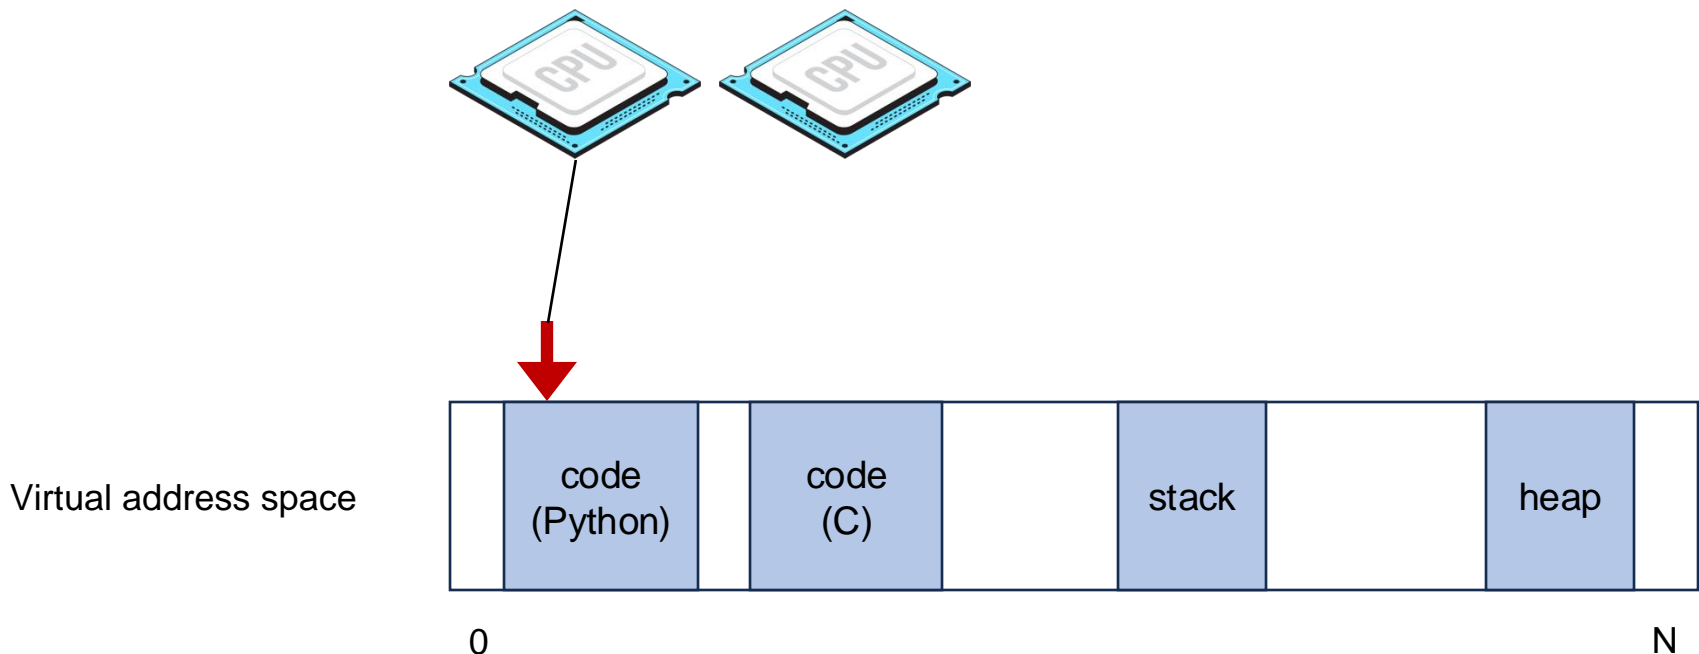 CPU
CPU
code
(Python)
code
(C)
stack
heap
Virtual address space
0
N